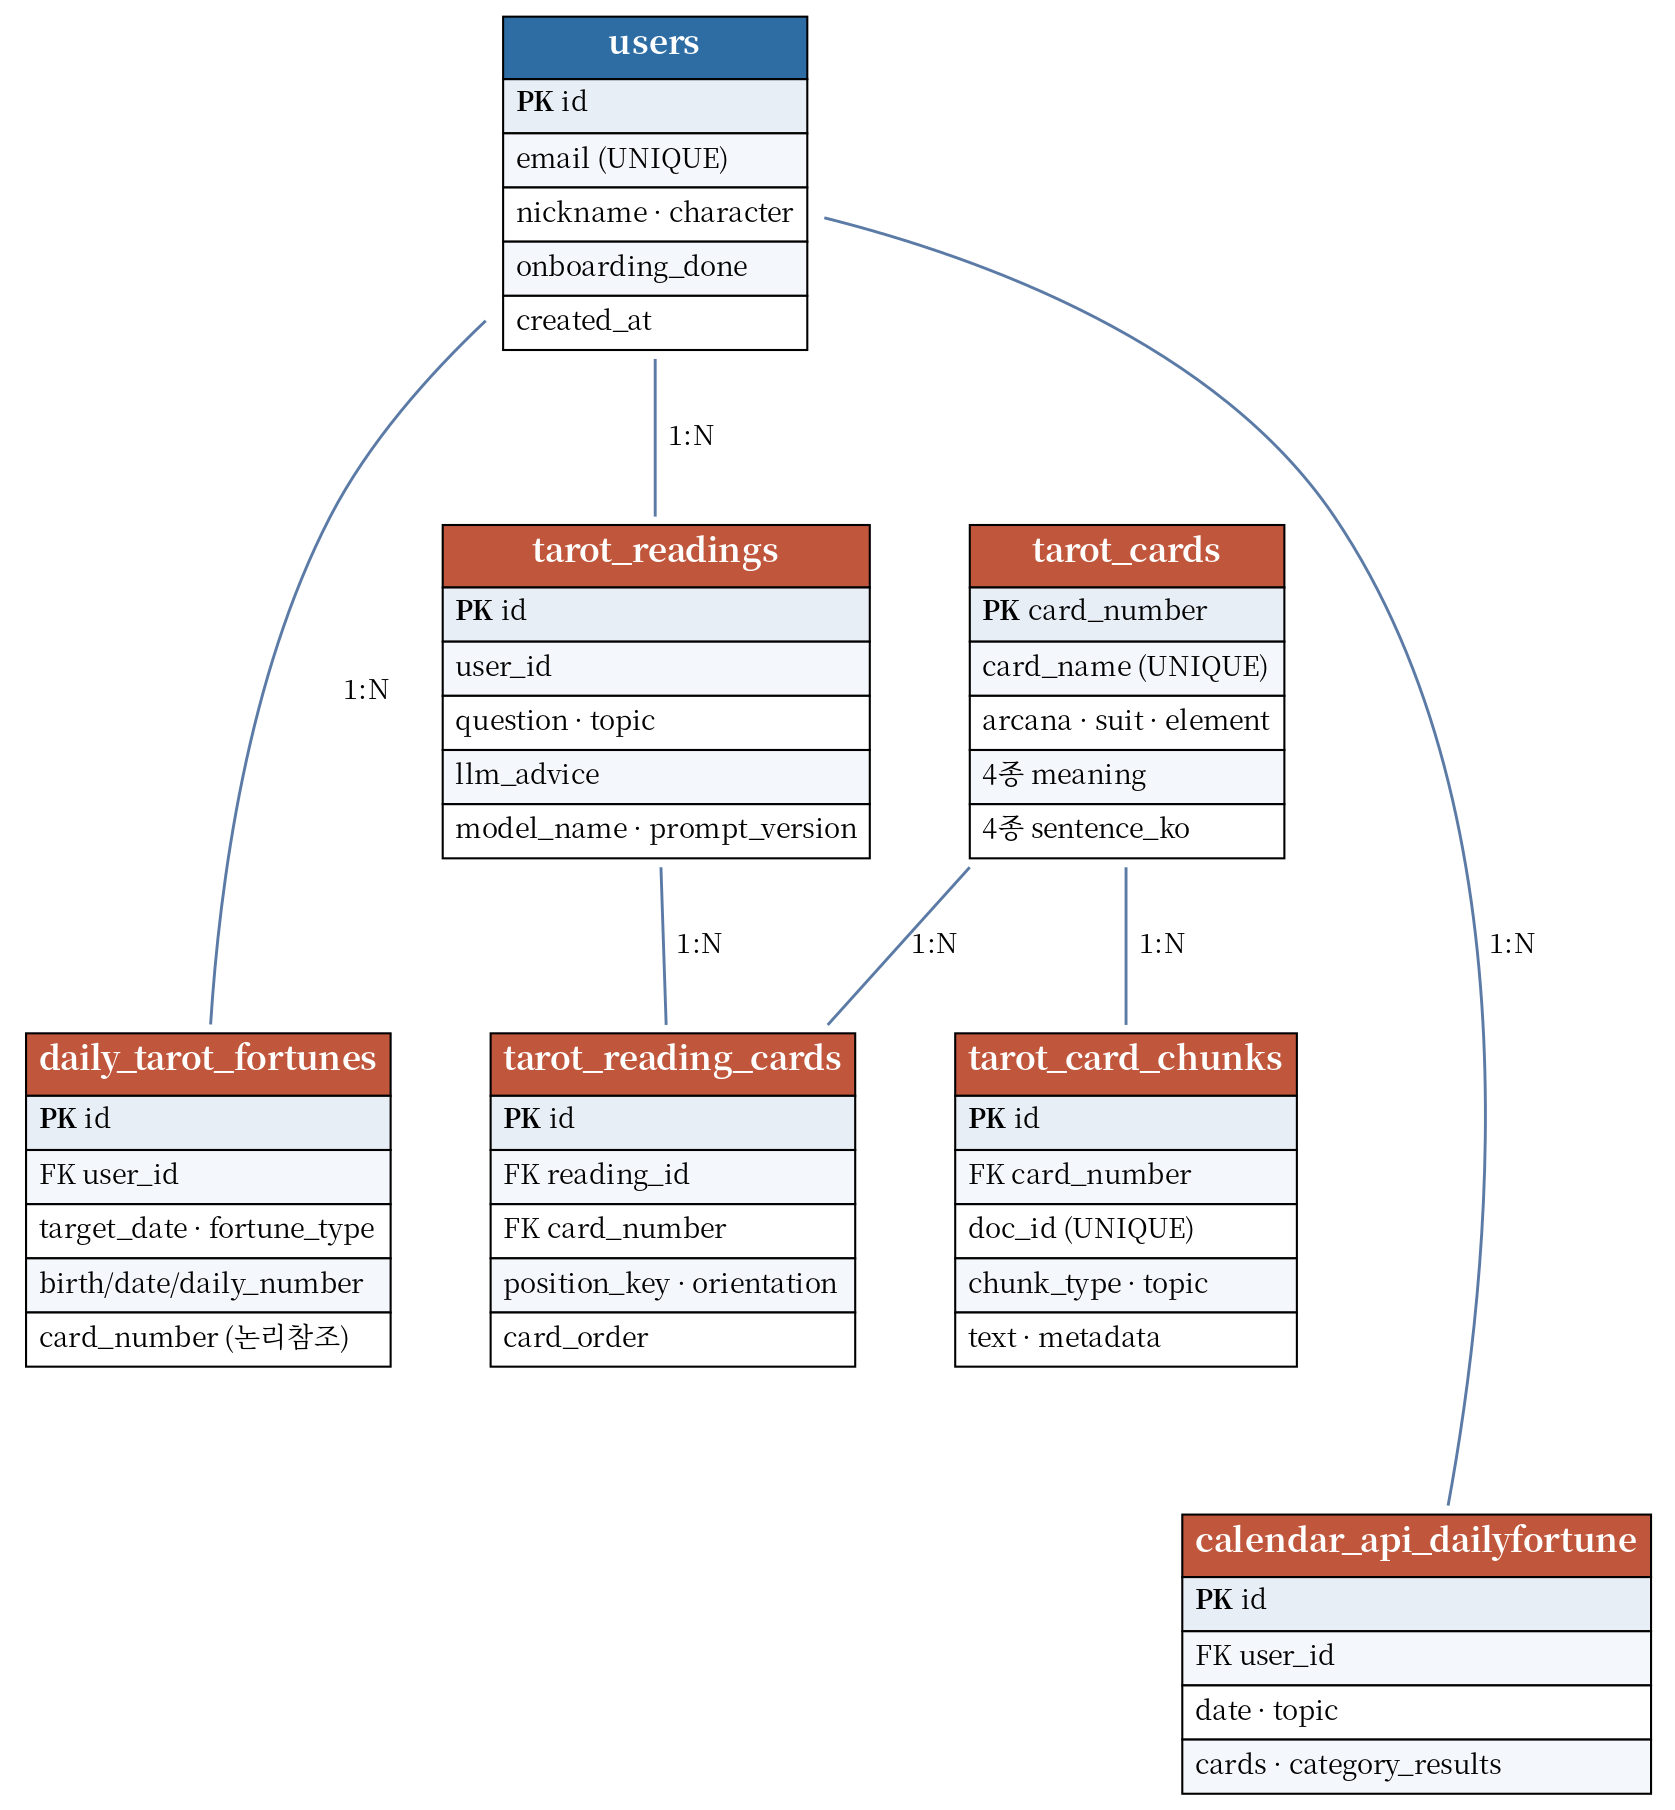 users
PK id
email (UNIQUE)
nickname · character
onboarding_done
created_at
1:N
tarot_readings
PK id
user_id
question · topic
llm_advice
model_name · prompt_version
tarot_cards
PK card_number
card_name (UNIQUE)
arcana · suit · element
4종 meaning
4종 sentence_ko
1:N
1:N
1:N
1:N
1:N
daily_tarot_fortunes
PK id
FK user_id
target_date · fortune_type
birth/date/daily_number
card_number (논리참조)
tarot_reading_cards
PK id
FK reading_id
FK card_number
position_key · orientation
card_order
tarot_card_chunks
PK id
FK card_number
doc_id (UNIQUE)
chunk_type · topic
text · metadata
calendar_api_dailyfortune
PK id
FK user_id
date · topic
cards · category_results